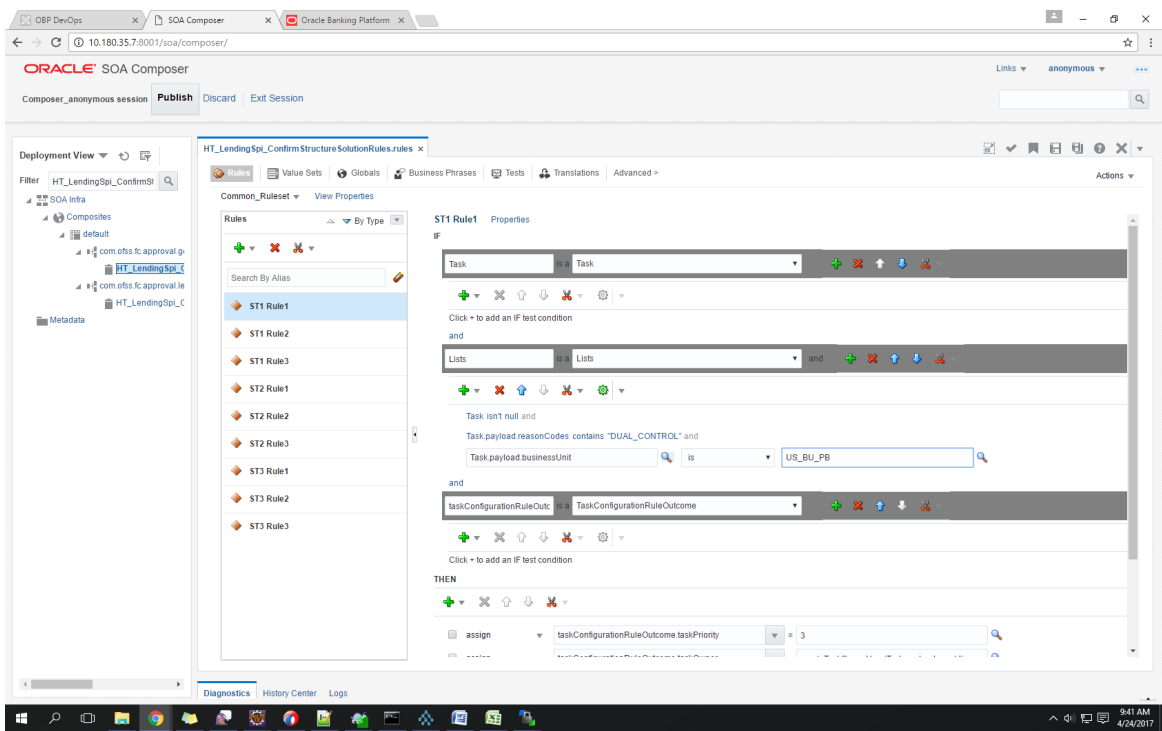 OBP DevOps × SOA Composer × Oracle Banking Platform ×
10.180.35.7:8001/soa/composer/
ORACLE SOA Composer
Links anonymous
Composer_anonymous session Publish Discard Exit Session
Deployment View
HT_LendingSpi_ConfirmStructureSolutionRules.rules ×
Filter HT_LendingSpi_ConfirmSt
Rules Value Sets Globals Business Phrases Tests Translations Advanced >
Actions
SOA Infra
Composites
default
com.ofss.fc.approval.ge
HT_LendingSpi_C
com.ofss.fc.approval.le
HT_LendingSpi_C
Metadata
Common_Ruleset View Properties
Rules By Type
Search By Alias
ST1 Rule1
ST1 Rule2
ST1 Rule3
ST2 Rule1
ST2 Rule2
ST2 Rule3
ST3 Rule1
ST3 Rule2
ST3 Rule3
ST1 Rule1 Properties
IF
Task is a Task
Click + to add an IF test condition
and
Lists is a Lists and
Task isn't null and
Task.payload.reasonCodes contains "DUAL_CONTROL" and
Task.payload.businessUnit is US_BU_PB
and
taskConfigurationRuleOutc is a TaskConfigurationRuleOutcome
Click + to add an IF test condition
THEN
assign taskConfigurationRuleOutcome.taskPriority = 3
Diagnostics History Center Logs
9:41 AM
4/24/2017